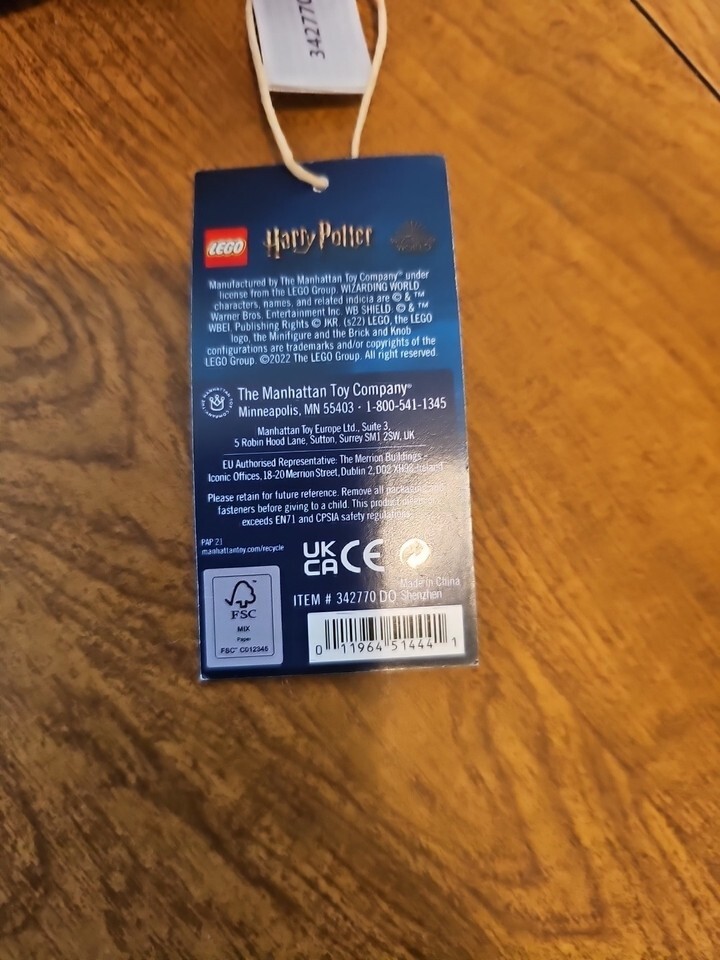 342770
LEGO Harry Potter
Manufactured by The Manhattan Toy Company® under
license from the LEGO Group. WIZARDING WORLD
characters, names, and related indicia are © & ™
Warner Bros. Entertainment Inc. WB SHIELD: © & ™
WBEI. Publishing Rights © JKR. (s22) LEGO, the LEGO
logo, the Minifigure and the Brick and Knob
configurations are trademarks and/or copyrights of the
LEGO Group. ©2022 The LEGO Group. All right reserved.
The Manhattan Toy Company®
Minneapolis, MN 55403 · 1-800-541-1345
Manhattan Toy Europe Ltd., Suite 3,
5 Robin Hood Lane, Sutton, Surrey SM1 2SW, UK
EU Authorised Representative: The Merrion Buildings -
Iconic Offices, 18-20 Merrion Street, Dublin 2, D02 Ireland
Please retain for future reference. Remove all
fasteners before giving to a child. This product
exceeds EN71 and CPSIA safety regulations.
PAP 21
manhattantoy.com/recycle
UK
CA CE
Made in China
ITEM # 342770 DO Shenzhen
FSC
MIX
Paper
FSC™ C012345
0 11964 51444 1